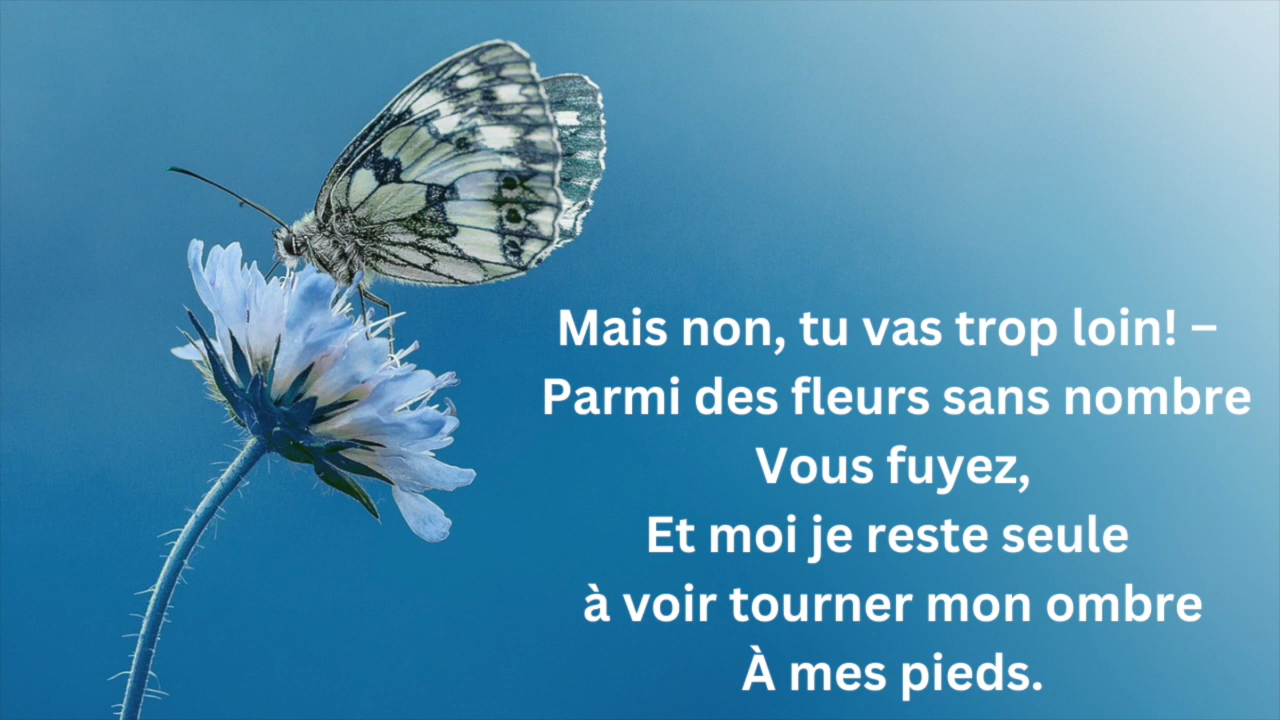 Mais non, tu vas trop loin! –
Parmi des fleurs sans nombre
Vous fuyez,
Et moi je reste seule
à voir tourner mon ombre
À mes pieds.